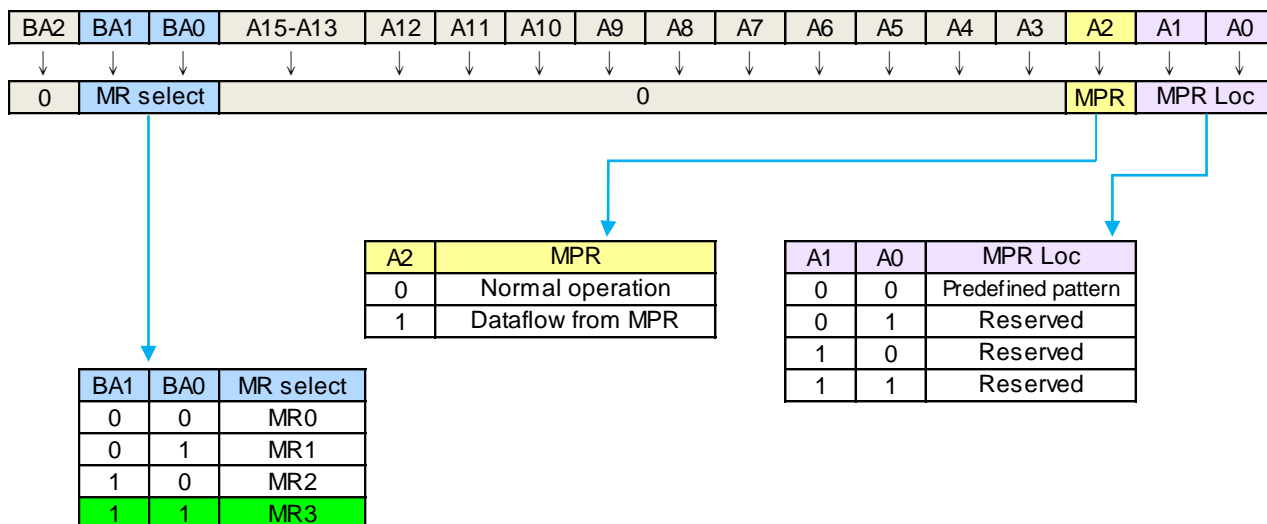 BA2 BA1 BA0 A15-A13 A12 A11 A10 A9 A8 A7 A6 A5 A4 A3 A2 A1 A0
0 MR select 0 MPR MPR Loc
A2 MPR
0 Normal operation
1 Dataflow from MPR
A1 A0 MPR Loc
0 0 Predefined pattern
0 1 Reserved
1 0 Reserved
1 1 Reserved
BA1 BA0 MR select
0 0 MR0
0 1 MR1
1 0 MR2
1 1 MR3